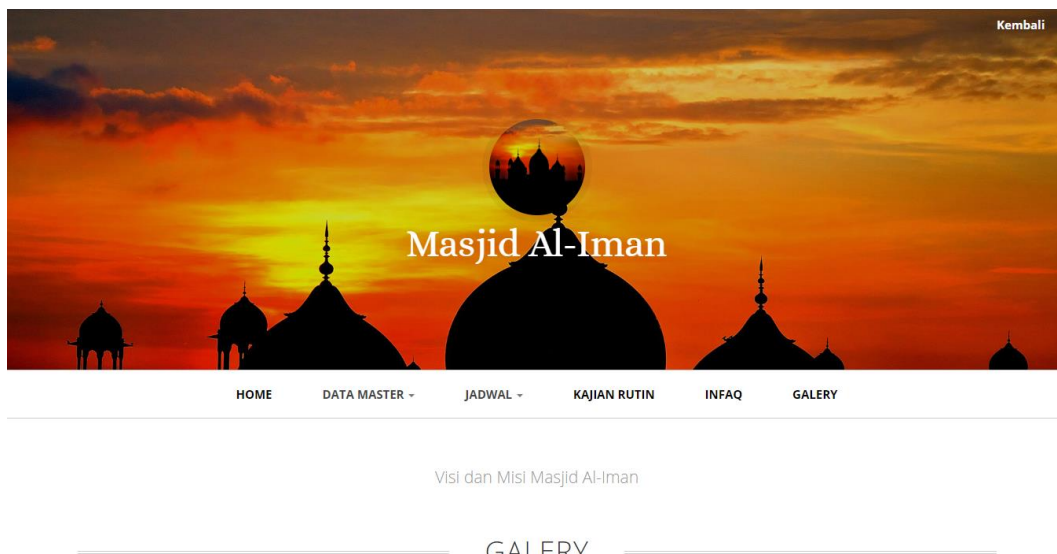 Kembali
Masjid Al-Iman
HOME DATA MASTER JADWAL KAJIAN RUTIN INFAQ GALERY
Visi dan Misi Masjid Al-Iman
GALERY